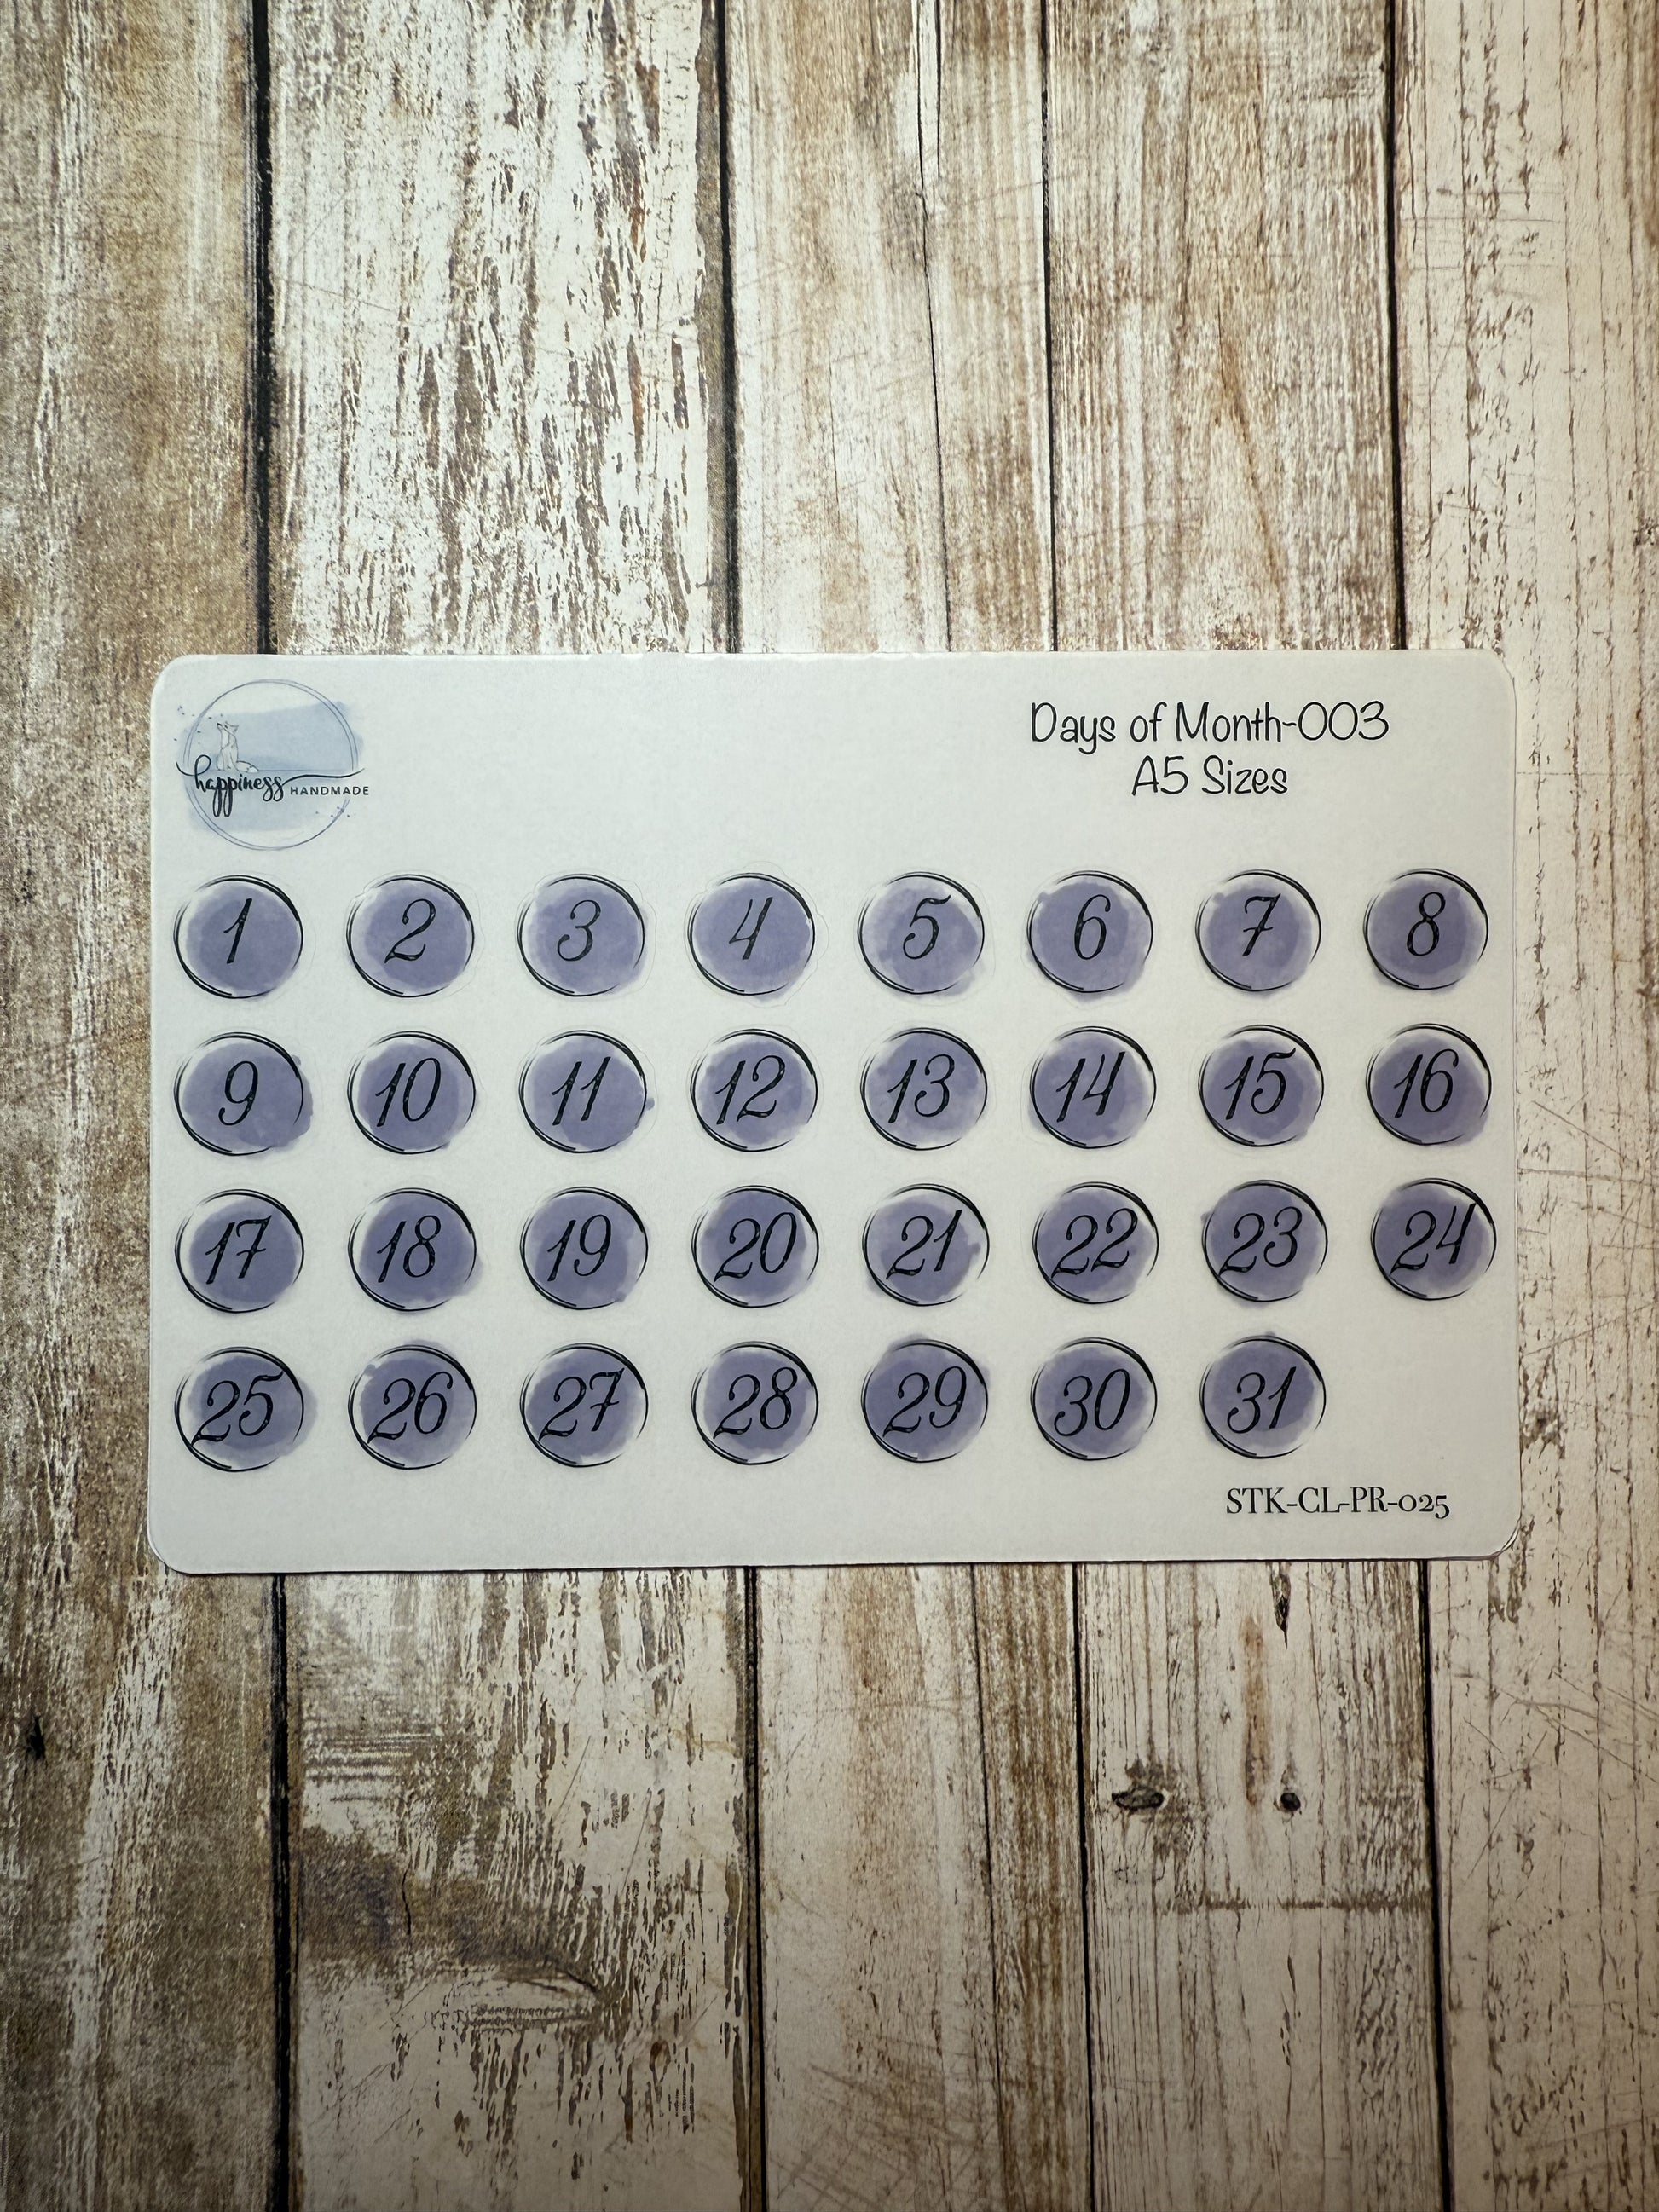 happiness HANDMADE
Days of Month-003
A5 Sizes
1 2 3 4 5 6 7 8
9 10 11 12 13 14 15 16
17 18 19 20 21 22 23 24
25 26 27 28 29 30 31
STK-CL-PR-025